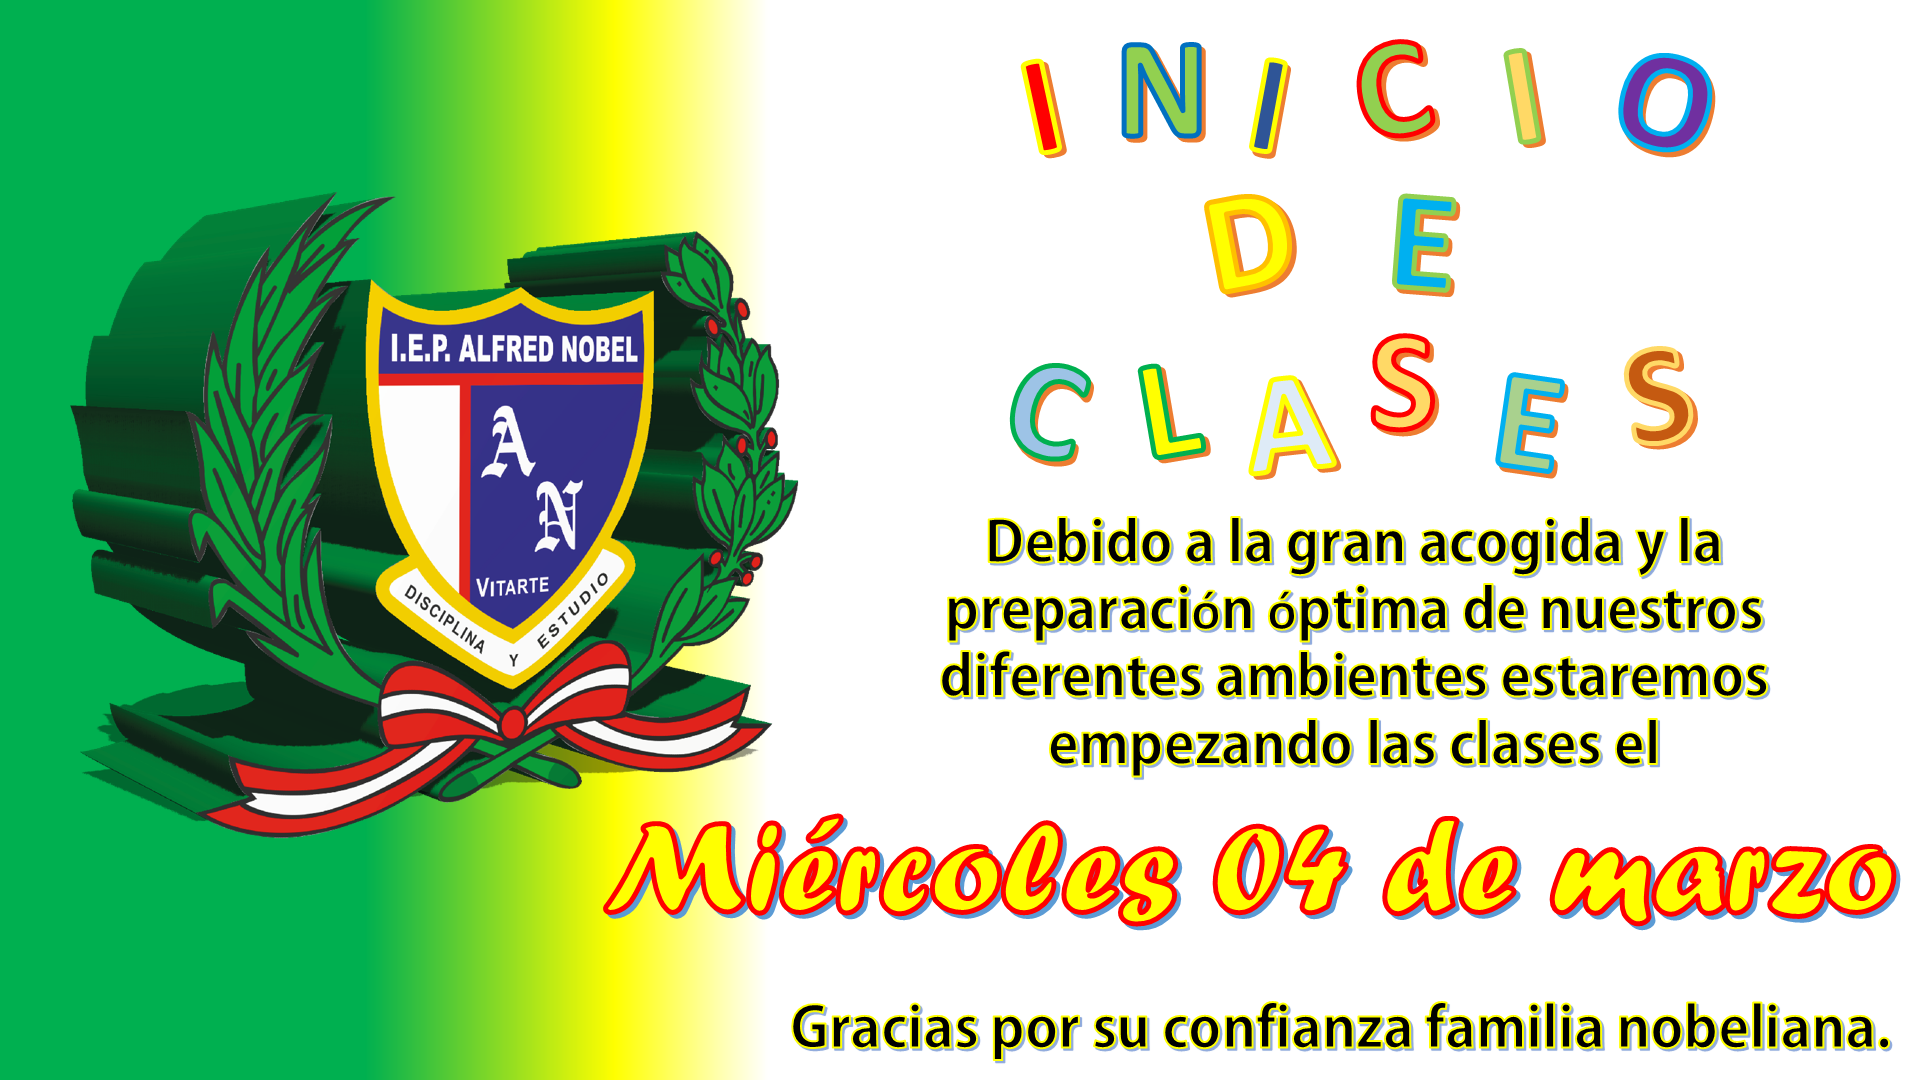 I.E.P. ALFRED NOBEL
A
N
VITARTE
DISCIPLINA Y ESTUDIO
INICIO
DE
CLASES
Debido a la gran acogida y la
preparación óptima de nuestros
diferentes ambientes estaremos
empezando las clases el
Miércoles 04 de marzo
Gracias por su confianza familia nobeliana.